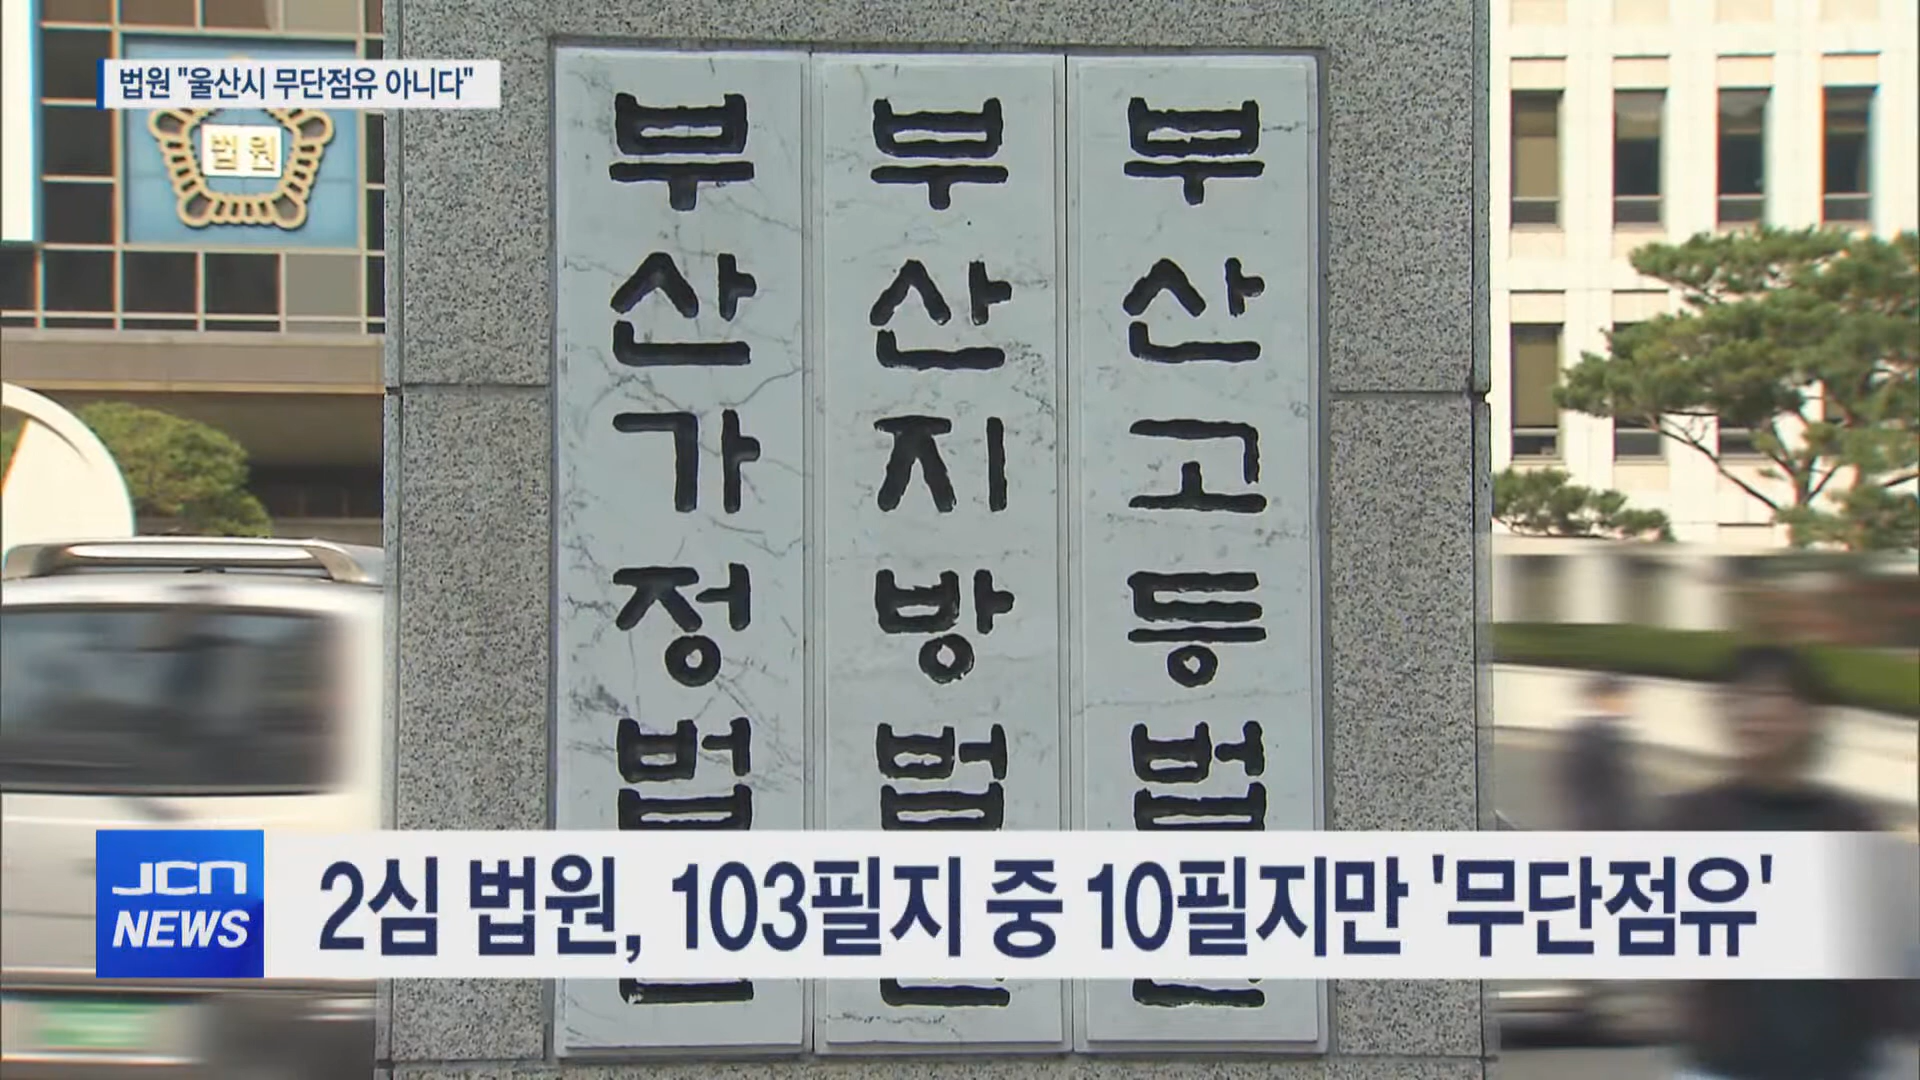 법원 "울산시 무단점유 아니다"
법원
부산가정법
부산지방법
부산고등법
JCN
NEWS
2심 법원, 103필지 중 10필지만 '무단점유'